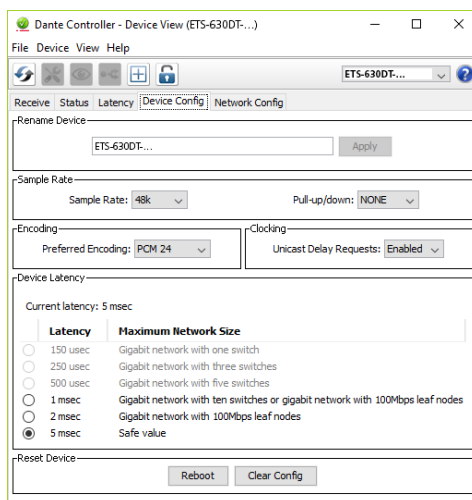 Dante Controller - Device View (ETS-630DT-...)
File Device View Help
ETS-630DT-...
Receive Status Latency Device Config Network Config
Rename Device
ETS-630DT-... Apply
Sample Rate
Sample Rate: 48k Pull-up/down: NONE
Encoding Clocking
Preferred Encoding: PCM 24 Unicast Delay Requests: Enabled
Device Latency
Current latency: 5 msec
Latency Maximum Network Size
150 usec Gigabit network with one switch
250 usec Gigabit network with three switches
500 usec Gigabit network with five switches
1 msec Gigabit network with ten switches or gigabit network with 100Mbps leaf nodes
2 msec Gigabit network with 100Mbps leaf nodes
5 msec Safe value
Reset Device
Reboot Clear Config